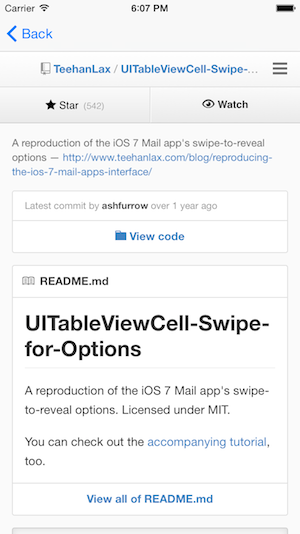 Carrier 6:07 PM
Back
TeehanLax / UITableViewCell-Swipe-...
Star (542) Watch
A reproduction of the iOS 7 Mail app's swipe-to-reveal
options — http://www.teehanlax.com/blog/reproducing-
the-ios-7-mail-apps-interface/
Latest commit by ashfurrow over 1 year ago
View code
README.md
UITableViewCell-Swipe-
for-Options
A reproduction of the iOS 7 Mail app's swipe-
to-reveal options. Licensed under MIT.
You can check out the accompanying tutorial,
too.
View all of README.md